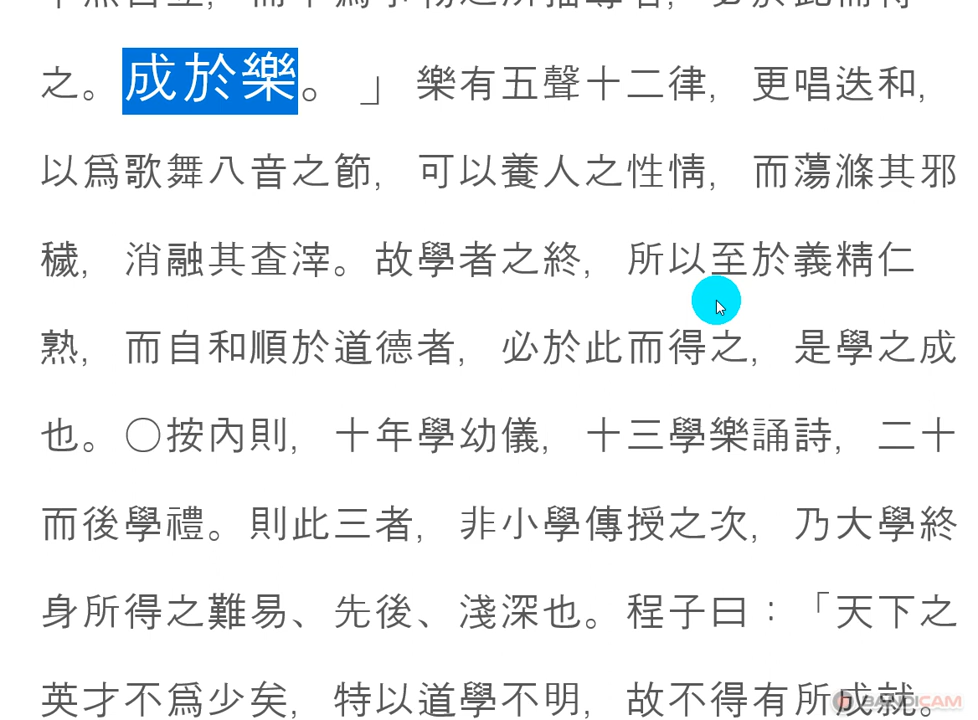 之。成於樂。」樂有五聲十二律，更唱迭和，
以爲歌舞八音之節，可以養人之性情，而蕩滌其邪
穢，消融其査滓。故學者之終，所以至於義精仁
熟，而自和順於道德者，必於此而得之，是學之成
也。〇按內則，十年學幼儀，十三學樂誦詩，二十
而後學禮。則此三者，非小學傳授之次，乃大學終
身所得之難易、先後、淺深也。程子曰：「天下之
英才不爲少矣，特以道學不明，故不得有所成就。
BANDICAM